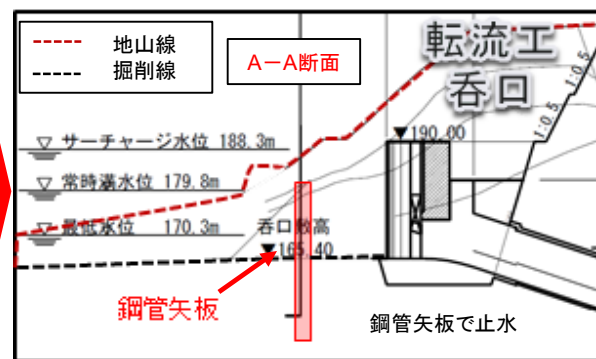 地山線
掘削線
A－A断面
転流工
呑口
1:0.5
1:0.5
サーチャージ水位 188.3m
190.00
常時満水位 179.8m
最低水位 170.3m
呑口敷高
165.40
鋼管矢板
鋼管矢板で止水